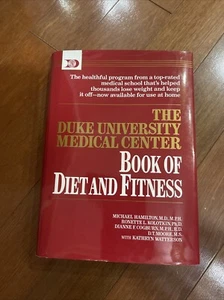 The healthful program from a top-rated
medical school that's helped
thousands lose weight and keep
it off—now available for use at home
THE
DUKE UNIVERSITY
MEDICAL CENTER
BOOK OF
DIET AND FITNESS
MICHAEL HAMILTON, M.D., M.P.H.
RONETTE L. KOLOTKIN, Ph.D.
DIANNE F. COGBURN, M.P.H., R.D.
D.T. MOORE, M.S.
WITH KATHRYN WATTERSON